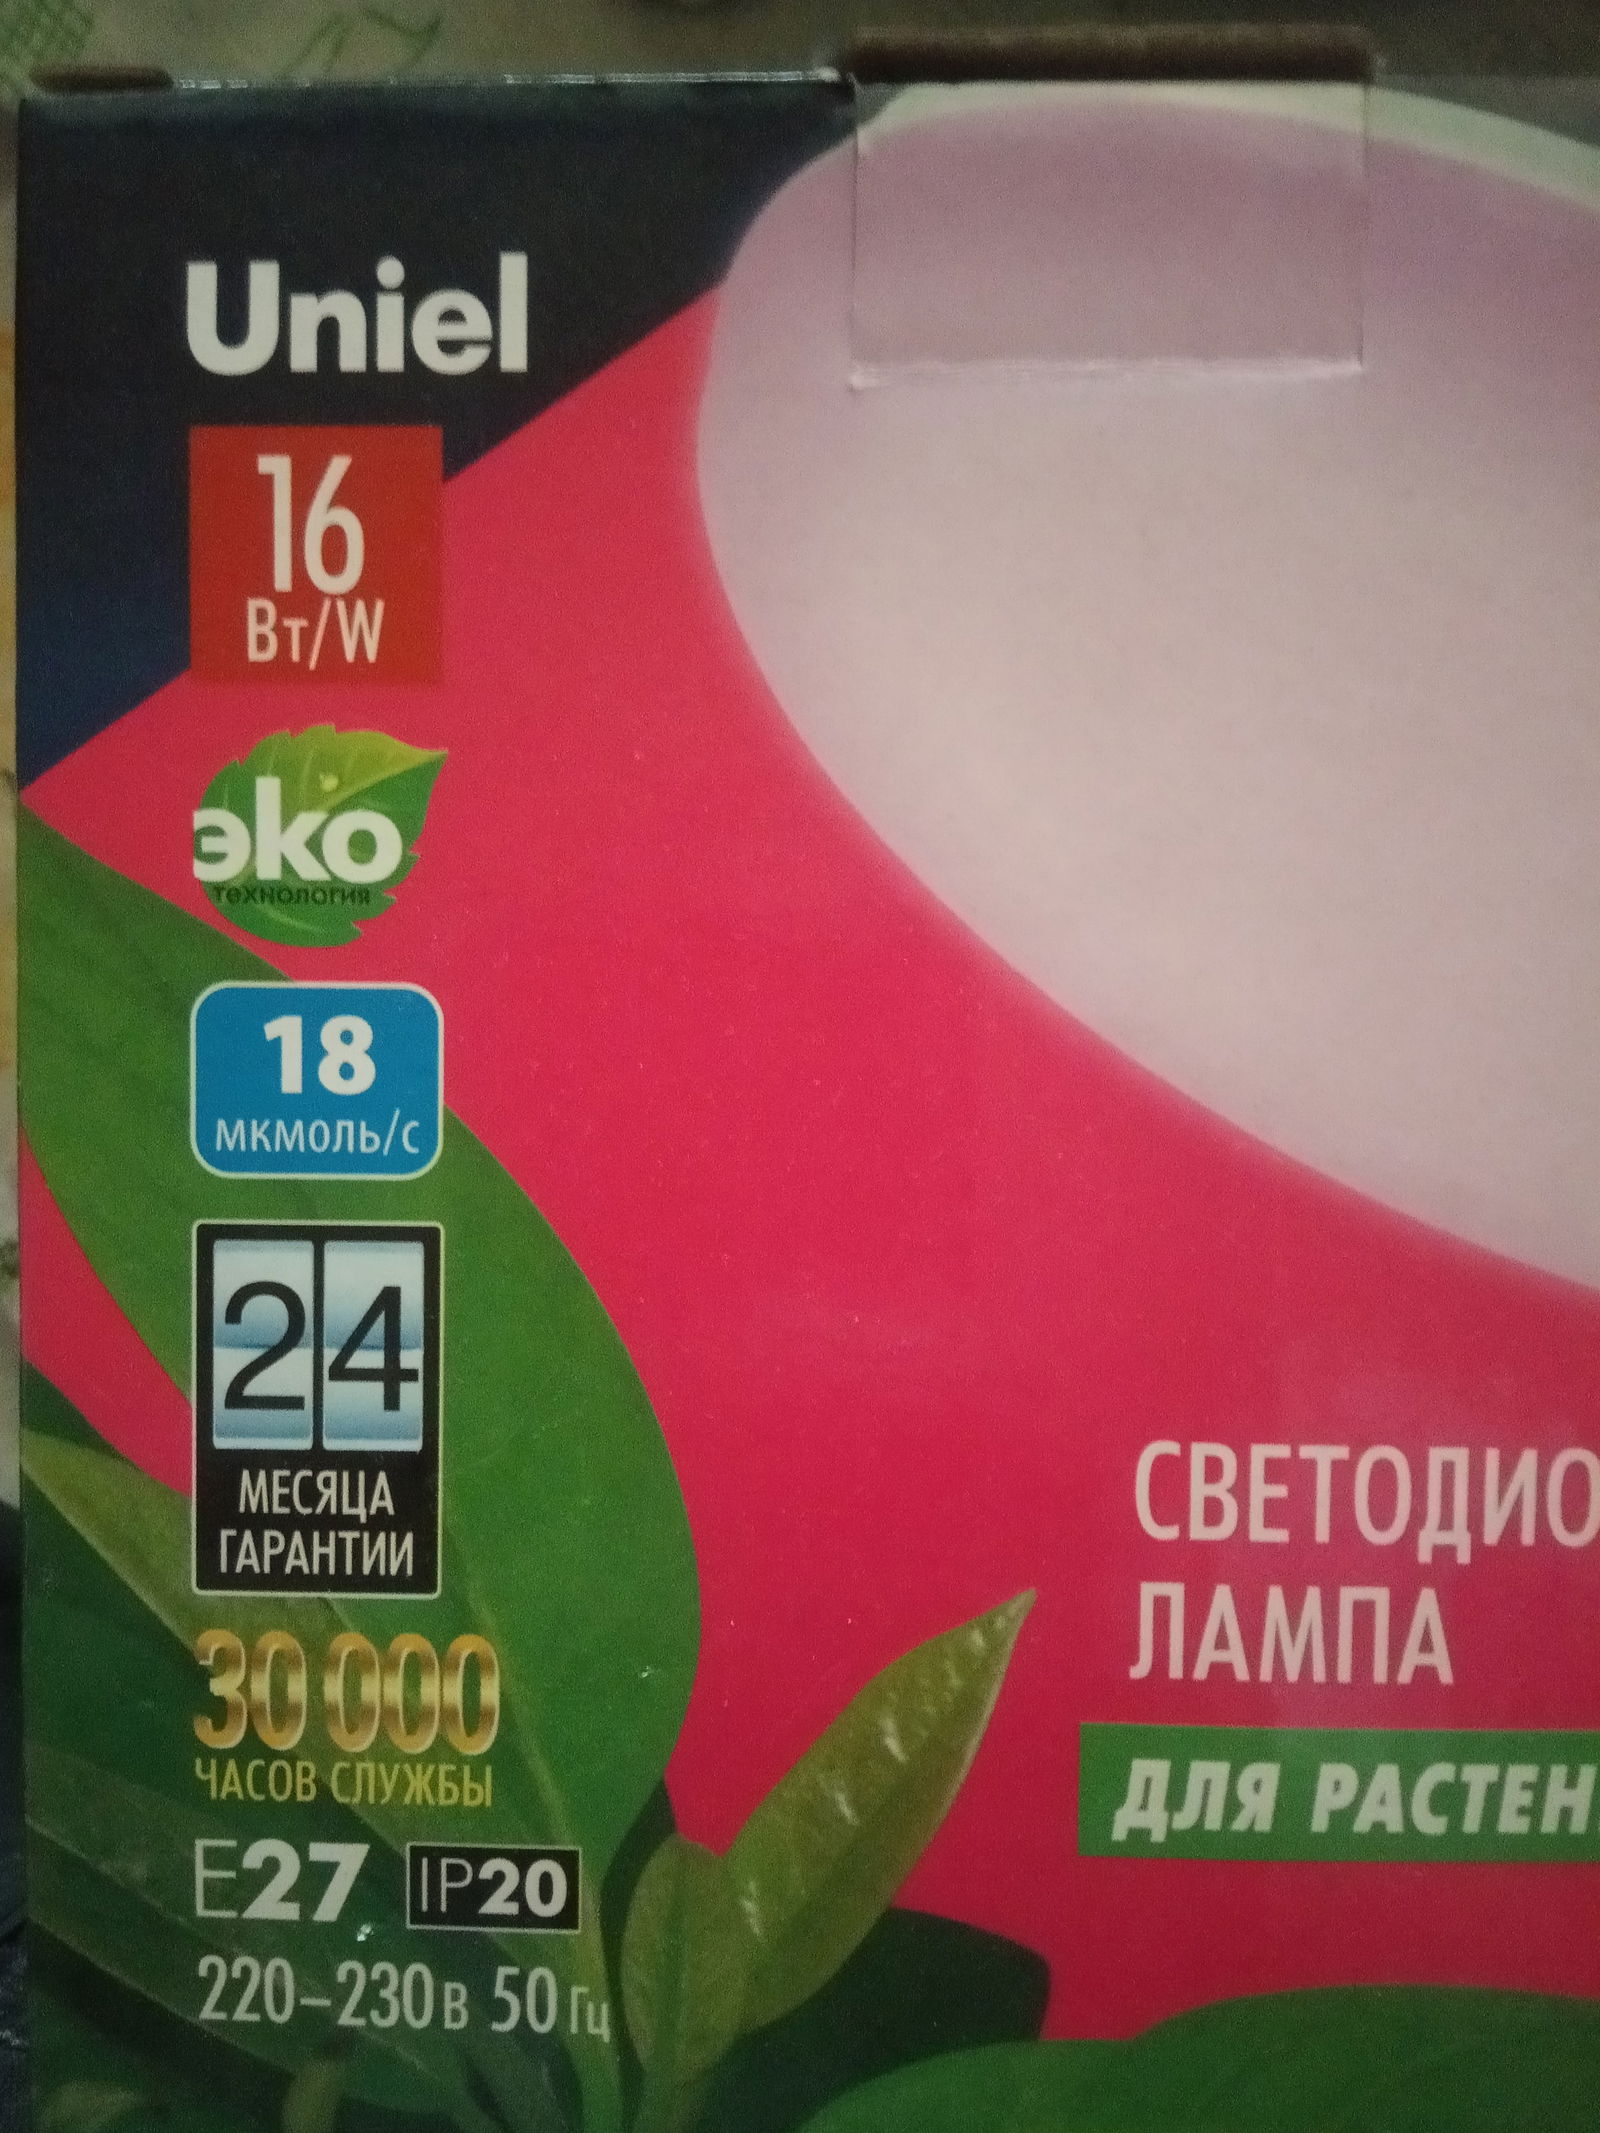 Uniel
16
Вт/W
эко
технология
18
мкмоль/с
24
МЕСЯЦА
ГАРАНТИИ
30 000
ЧАСОВ СЛУЖБЫ
E27 IP20
220–230В 50 Гц
СВЕТОДИО
ЛАМПА
ДЛЯ РАСТЕН